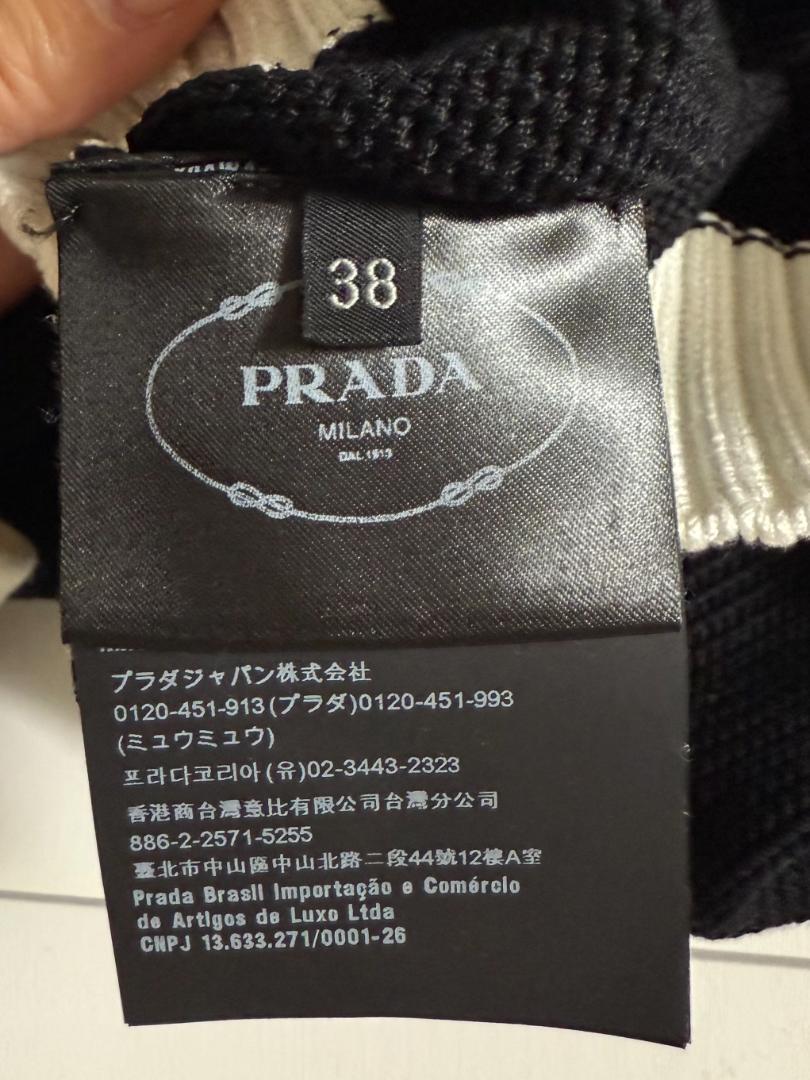 38
PRADA
MILANO
DAL 1913
プラダジャパン株式会社
0120-451-913(プラダ)0120-451-993
(ミュウミュウ)
프라다코리아(유)02-3443-2323
香港商台灣意比有限公司台灣分公司
886-2-2571-5255
臺北市中山區中山北路二段44號12樓A室
Prada Brasil Importação e Comércio
de Artigos de Luxo Ltda
CNPJ 13.633.271/0001-26